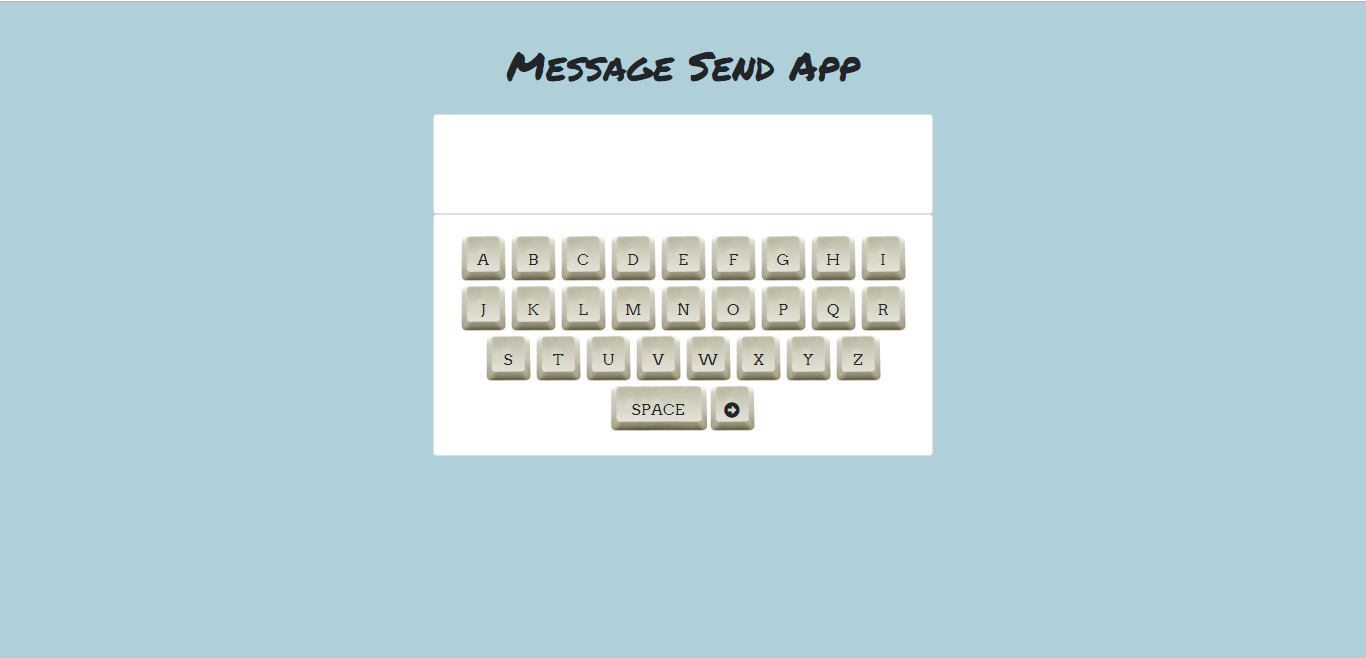 Message Send App
A B C D E F G H I
J K L M N O P Q R
S T U V W X Y Z
SPACE